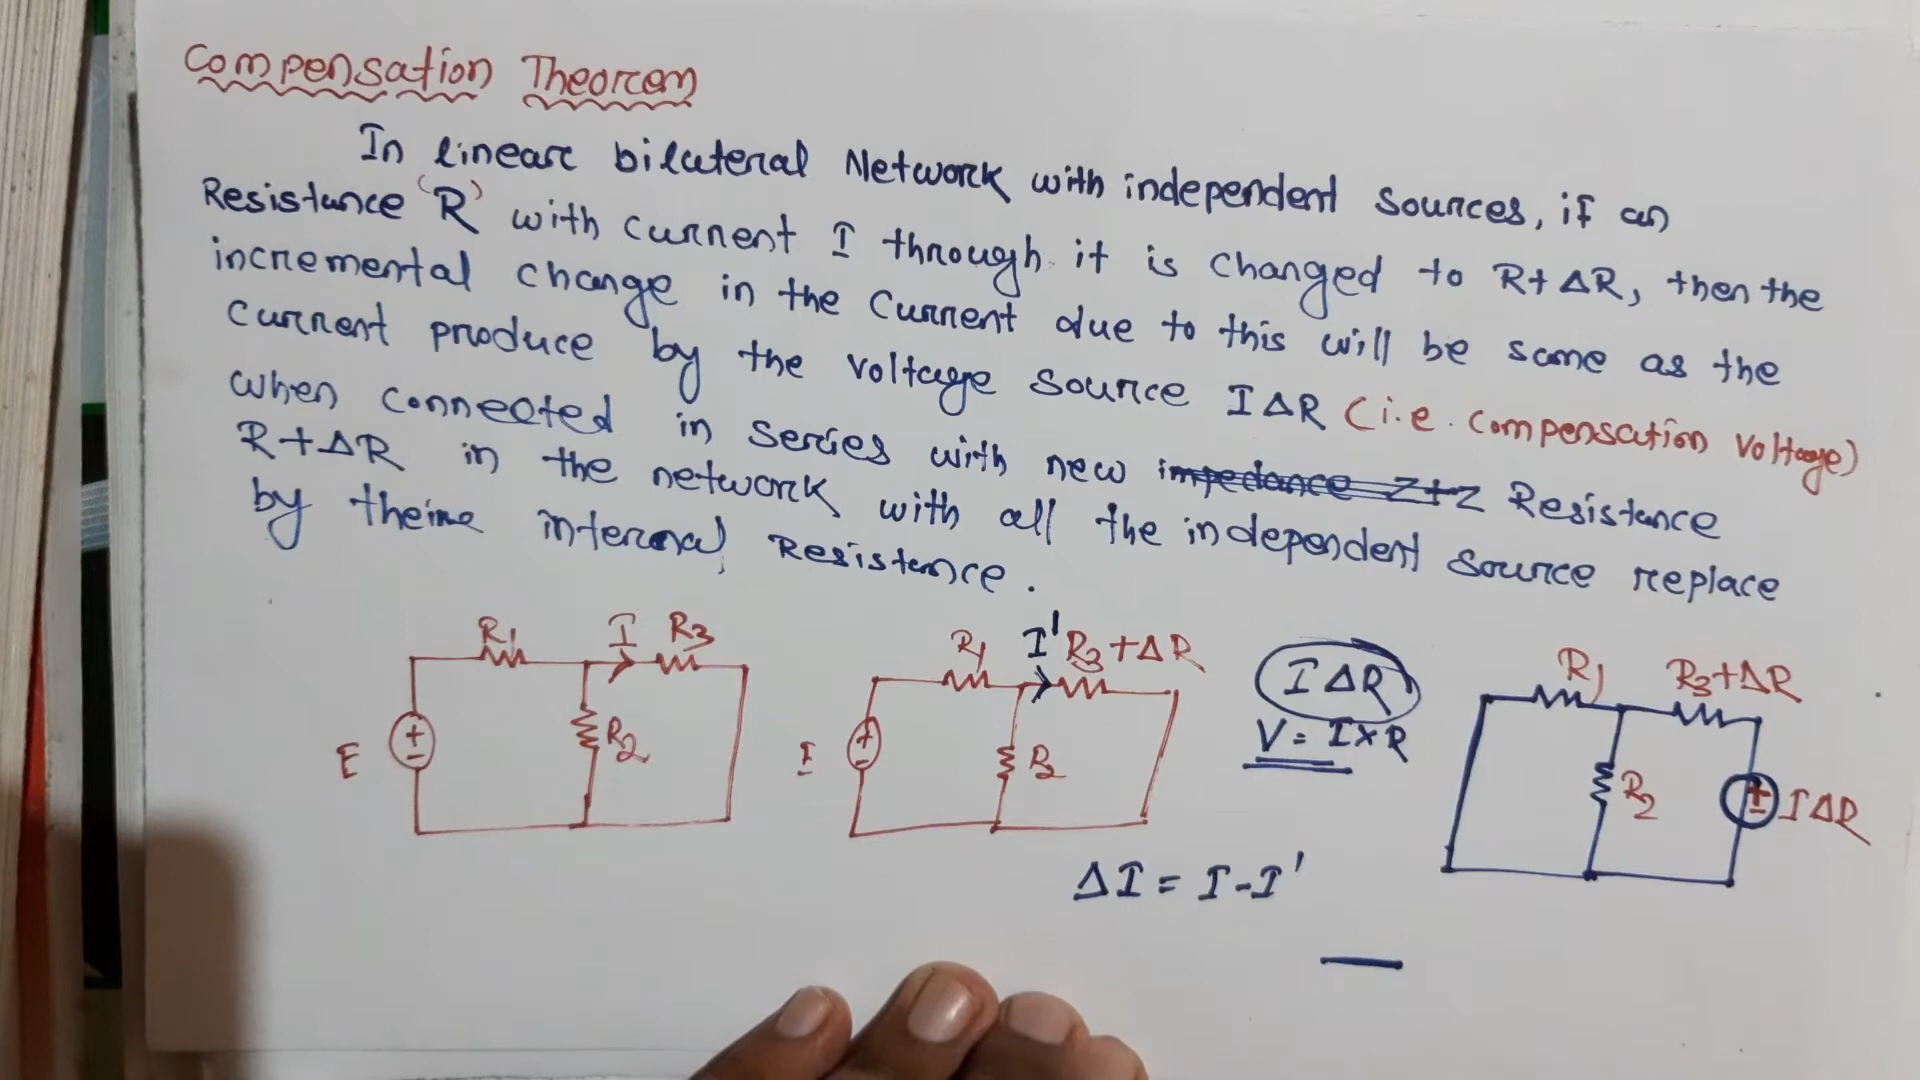 Compensation Theorem
In linear bilateral Network with independent Sources, if an
Resistance 'R' with current I through it is changed to R+ΔR, then the
incremental change in the current due to this will be same as the
current produce by the voltage source IΔR (i.e. Compensation Voltage)
when connected in series with new impedance Z+Z Resistance
R+ΔR in the network with all the independent source replace
by theire internal Resistance.
R1 I R3
E + - R2
R1 I' R3+ΔR
+ - R2
IΔR
V = I×R
R1 R3+ΔR
R2 + - IΔR
ΔI = I-I'